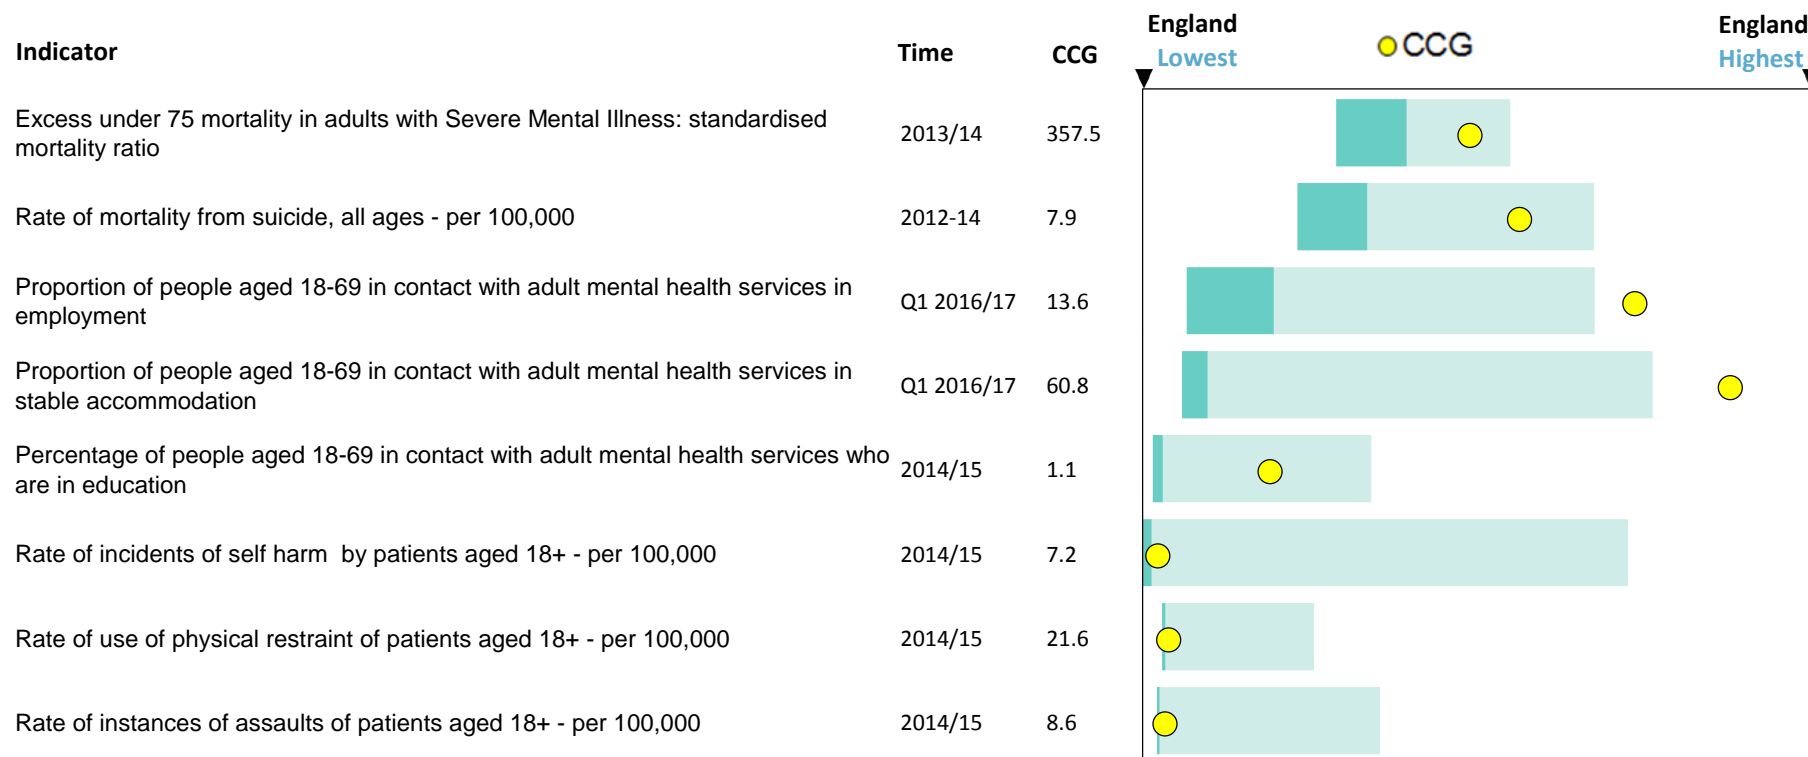 England England
Indicator Time CCG Lowest CCG Highest
Excess under 75 mortality in adults with Severe Mental Illness: standardised
mortality ratio 2013/14 357.5
Rate of mortality from suicide, all ages - per 100,000 2012-14 7.9
Proportion of people aged 18-69 in contact with adult mental health services in
employment Q1 2016/17 13.6
Proportion of people aged 18-69 in contact with adult mental health services in
stable accommodation Q1 2016/17 60.8
Percentage of people aged 18-69 in contact with adult mental health services who
are in education 2014/15 1.1
Rate of incidents of self harm  by patients aged 18+ - per 100,000 2014/15 7.2
Rate of use of physical restraint of patients aged 18+ - per 100,000 2014/15 21.6
Rate of instances of assaults of patients aged 18+ - per 100,000 2014/15 8.6